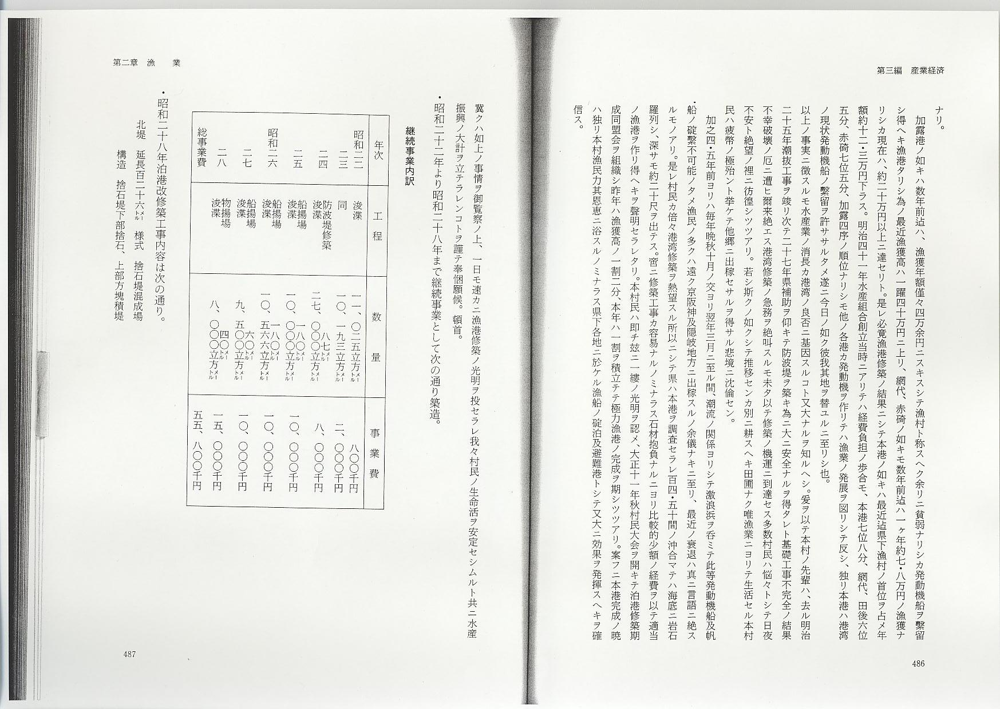 第三編　産業経済
ナリ。
加露港ノ如キハ数年前迠ハ、漁獲年額僅々四万余円ニスキスシテ漁村ト称スヘク余リニ貧弱ナリシカ発動機船ヲ繋留
シ得ヘキ漁港タリシ為ノ最近漁獲高ハ一躍四十万円ニ上リ、網代、赤碕ノ如キモ数年前迠ハ一ヶ年約七・八万円ノ漁獲ナ
リシカ現在ハ、約二十万円以上ニ達セリト。是レ必竟漁港修築ノ結果ニシテ本港ノ如キハ最近迠県下漁村ノ首位ヲ占メ年
額約十二・三万円下ラス。明治四十一年水産組合創立当時ニアリテハ経費負担ノ歩合モ、本港七位八分、網代、田後六位
五分、赤碕七位五分、加露四序ノ順位ナリシモ他ノ各港カ発動機ヲ作リテハ漁業ノ発展ヲ図リシテ反シ、独リ本港ハ港湾
ノ現状発動機船ノ繋留ヲ許ササルタメ遂ニ今日ノ如ク彼我其地ヲ替ユルニ至リシ也。
以上ノ事実ニ徴スルモ水産業ノ消長カ港湾ノ良否ニ基因スルコト又大ナルヲ知ルヘシ。爰ヲ以テ本村ノ先輩ハ、去ル明治
二十五年潮抜工事ヲ竣リ次テ二十七年県補助ヲ仰キテ防波堤ヲ築キ為ニ大ニ安全ナルヲ得タレト基礎工事不完全ノ結果
不幸破壊ノ厄ニ遭ヒ爾来絶エス港湾修築ノ急務ヲ絶叫スルモ未タ以テ修築ノ機運ニ到達セス多数村民ハ悩々トシテ日夜
不安ト絶望ノ裡ニ彷徨シツツアリ。若シ斯クノ如クシテ推移センカ別ニ耕スヘキ田圃ナク唯漁業ニヨリテ生活セル本村
民ハ疲幣ノ極殆ント挙ケテ他郷ニ出稼セサルヲ得サル悲境ニ沈倫セン。
加之四・五年前ヨリハ毎年晩秋十月ノ交ヨリ翌年三月ニ至ル間、潮流ノ関係ヨリシテ激浪浜ヲ呑ミテ此等発動機船及帆
船ノ碇繋不可能ノタメ漁民ノ多クハ遠ク京阪神及隠岐地方ニ出稼スルノ余儀ナキニ至リ、最近ノ衰退ハ真ニ言語ニ絶ス
ルモノアリ。是レ村民カ倍々港湾修築ヲ熱望スル所以ニシテ県ハ本港ヲ調査セラレ百四・五十間ノ沖合マテハ海底ニ岩石
羅列シ、深サモ約二十尺ヲ出テス。啻ニ修築工事カ容易ナルノミナラス石材抱負ナルニヨリ比較的少額ノ経費ヲ以テ適当
ノ漁港ヲ作リ得ヘキヲ聲明セラレタリ。本村民ハ即チ玆ニ一縷ノ光明ヲ認メ、大正十一年秋村民大会ヲ開キテ泊港修築期
成同盟会ヲ組織シ昨年ハ漁獲高ノ一割二分、本年ハ一割ヲ積立テテ極力漁港ノ完成ヲ期シツツアリ。案フニ本港完成ノ暁
ハ独リ本村漁民力其恩恵ニ浴スルノミナラス県下各地ニ於ケル漁船ノ碇泊及避難港トシテ又大ニ効果ヲ発揮スヘキヲ確
信ス。
486
第二章　漁　業
冀クハ如上ノ事情ヲ御覧察ノ上、一日モ速カニ漁港修築ノ光明ヲ投セラレ我々村民ノ生命活ヲ安定セシムルト共ニ水産
振興ノ大計ヲ立テラレンコトヲ謹テ奉悃願候。頓首。
・昭和二十二年より昭和二十八年まで継続事業として次の通り築造。
継続事業内訳
年次　工程　数量　事業費
昭和二二　浚渫　一一、〇二五立方メートル　八〇〇千円
二三　同　一〇、一九三立方メートル　二、〇〇〇千円
二四　防波堤修築　八七メートル
浚渫　二七、〇〇〇立方メートル　八、〇〇〇千円
二五　船揚場　一八〇メートル
浚渫　一〇、〇〇〇立方メートル　一〇、〇〇〇千円
昭和二六　船揚場　一八〇メートル
浚渫　一〇、五六六立方メートル　一〇、〇〇〇千円
二七　船揚場　六〇メートル
浚渫　九、五〇〇立方メートル　一〇、〇〇〇千円
二八　物揚場　四〇メートル
浚渫　八、〇〇〇立方メートル　一五、〇〇〇千円
総事業費　五五、八〇〇千円
・昭和二十八年泊港改修築工事内容は次の通り。
北堤　延長百二十六メートル　様式　捨石堤混成場
構造　捨石堤下部捨石、上部方塊積堤
487